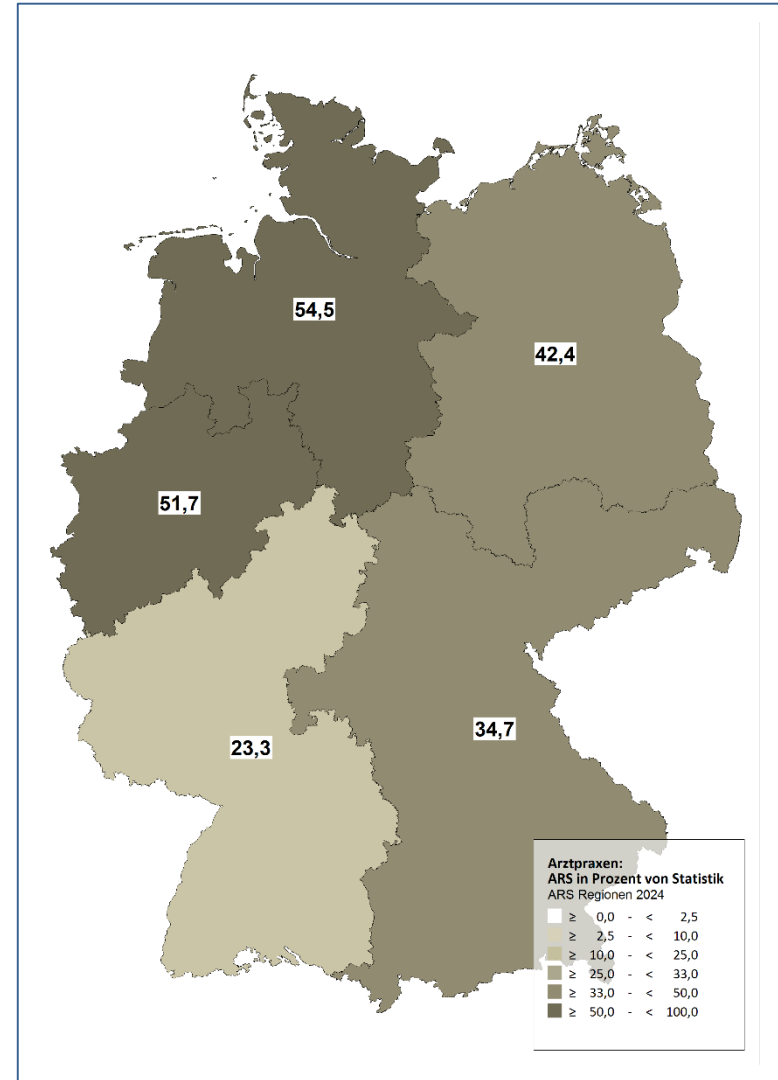 54,5
42,4
51,7
34,7
23,3
Arztpraxen:
ARS in Prozent von Statistik
ARS Regionen 2024
≥ 0,0 - < 2,5
≥ 2,5 - < 10,0
≥ 10,0 - < 25,0
≥ 25,0 - < 33,0
≥ 33,0 - < 50,0
≥ 50,0 - < 100,0